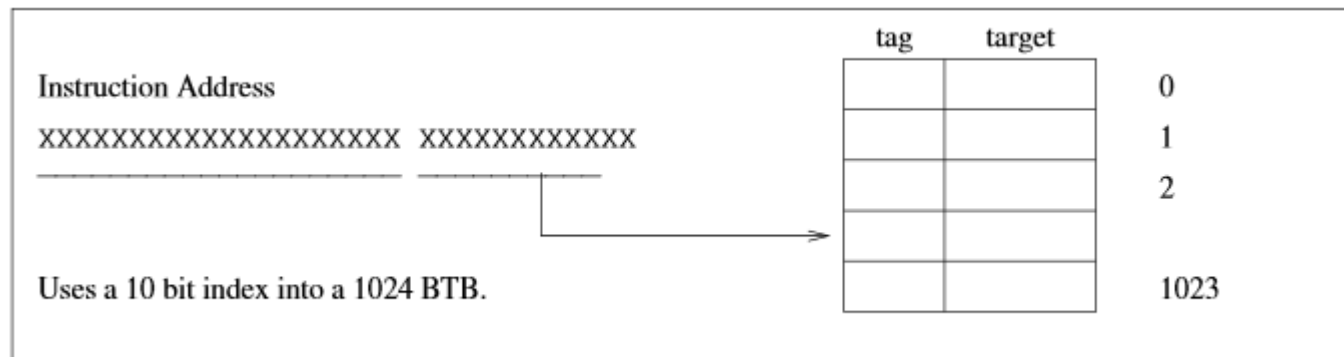 tag target
Instruction Address 0
XXXXXXXXXXXXXXXXXXXX XXXXXXXXXXXX 1
2
Uses a 10 bit index into a 1024 BTB. 1023